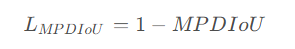 L_{MPDIoU} = 1 - MPDIoU